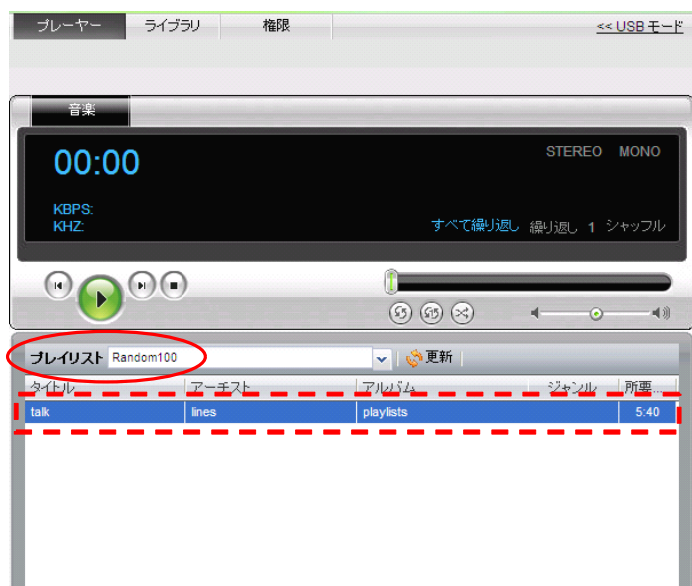 プレーヤー ライブラリ 権限 << USB モード
音楽
00:00 STEREO MONO
KBPS:
KHZ: すべて繰り返し 繰り返し 1 シャッフル
プレイリスト Random100 更新
タイトル アーチスト アルバム ジャンル 所要...
talk lines playlists 5:40